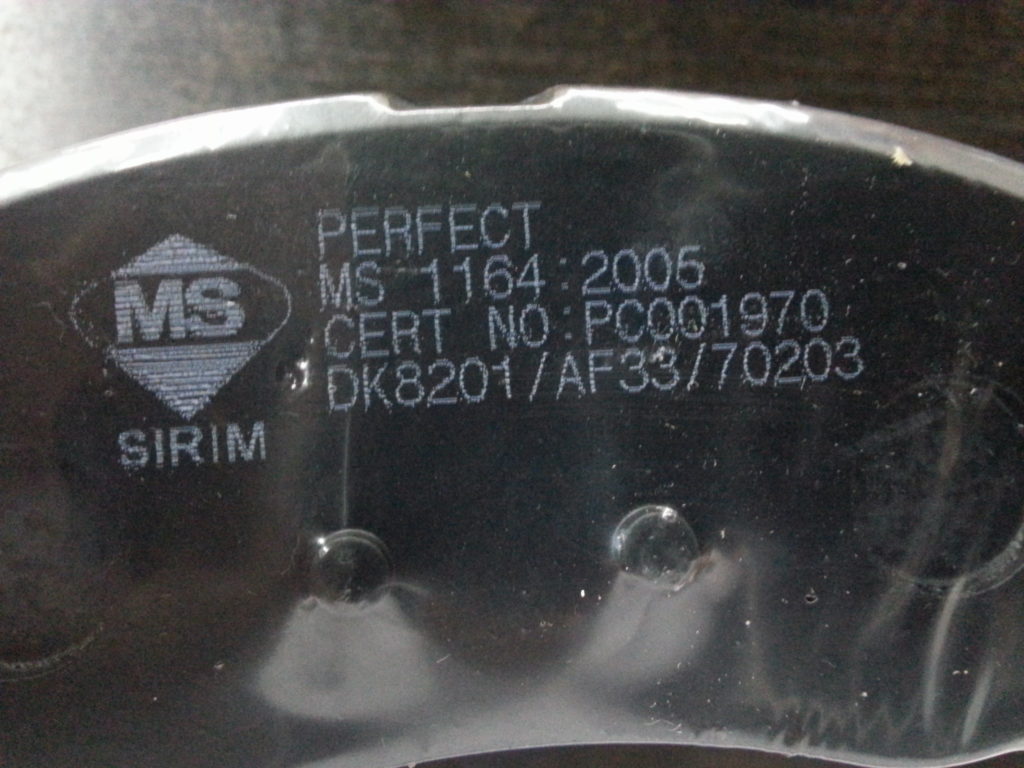 PERFECT
MS 1164:2005
CERT NO:PC001970
DK8201/AF33/70203
MS
SIRIM